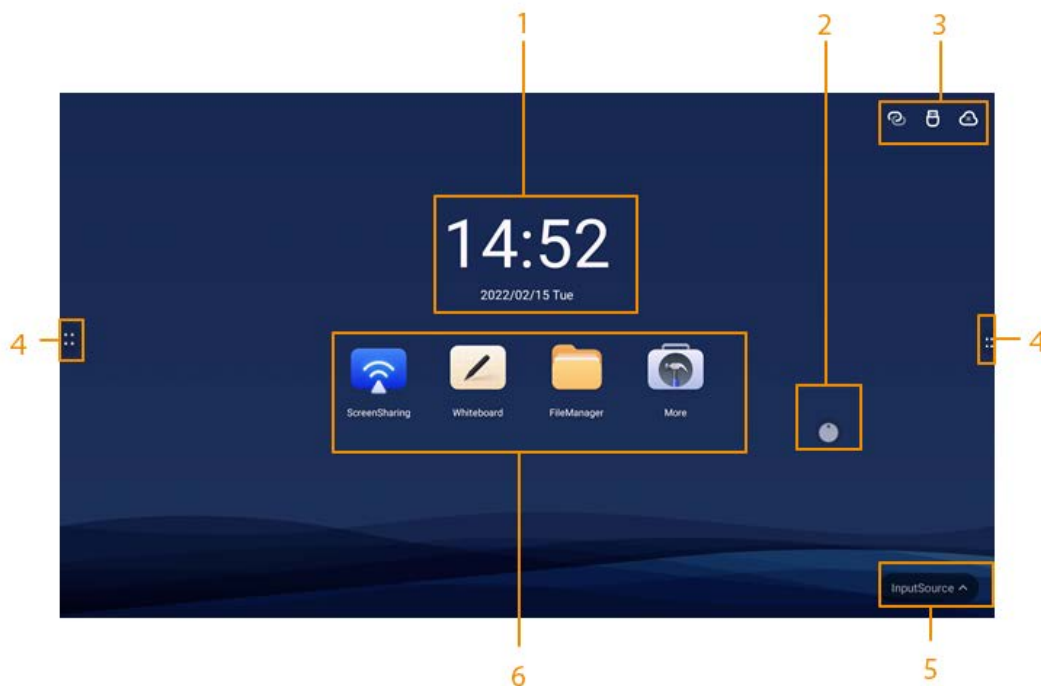 1 2 3
14:52
2022/02/15 Tue
4 4
ScreenSharing Whiteboard FileManager More
InputSource
6 5